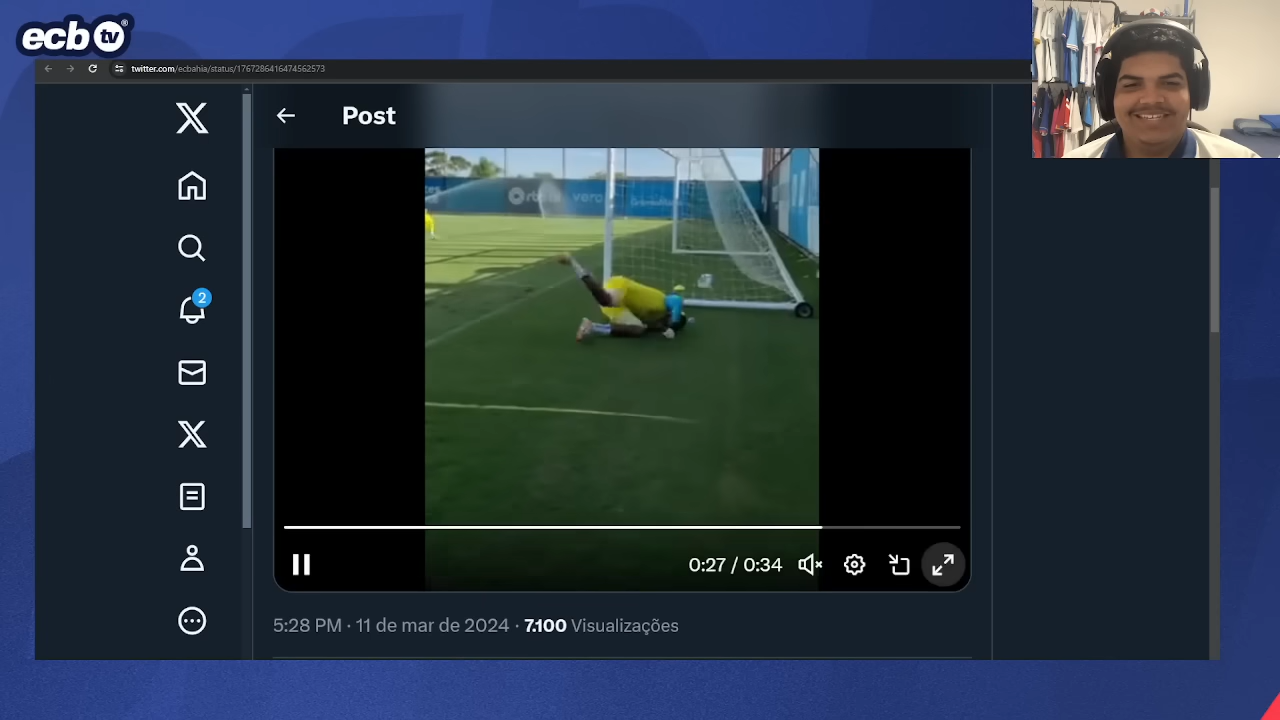 ecb tv®
twitter.com/ecbahia/status/1767286416474562573
Post
vero
2
0:27 / 0:34
5:28 PM · 11 de mar de 2024 · 7.100 Visualizações